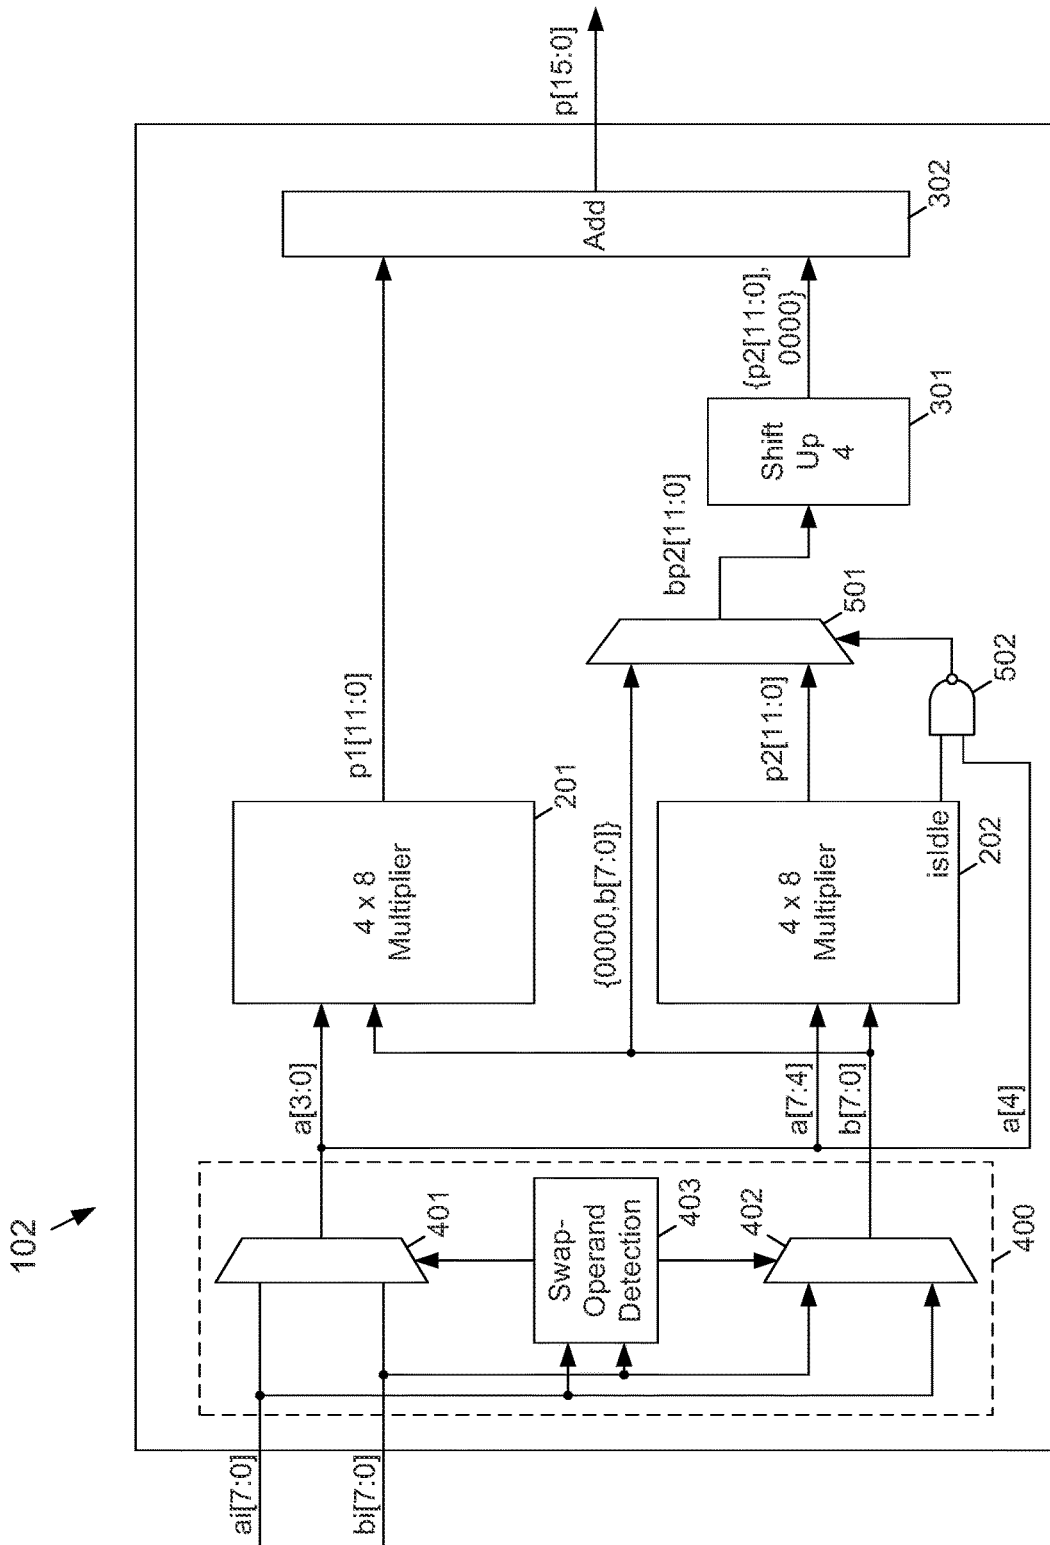 102
ai[7:0]
bi[7:0]
401
Swap-
Operand
Detection
403
402
400
a[3:0]
a[7:4]
b[7:0]
a[4]
4 x 8
Multiplier
201
{0000,b[7:0]}
4 x 8
Multiplier
isIdle
202
p1[11:0]
p2[11:0]
502
501
bp2[11:0]
Shift
Up
4
301
{p2[11:0],
0000}
Add
302
p[15:0]